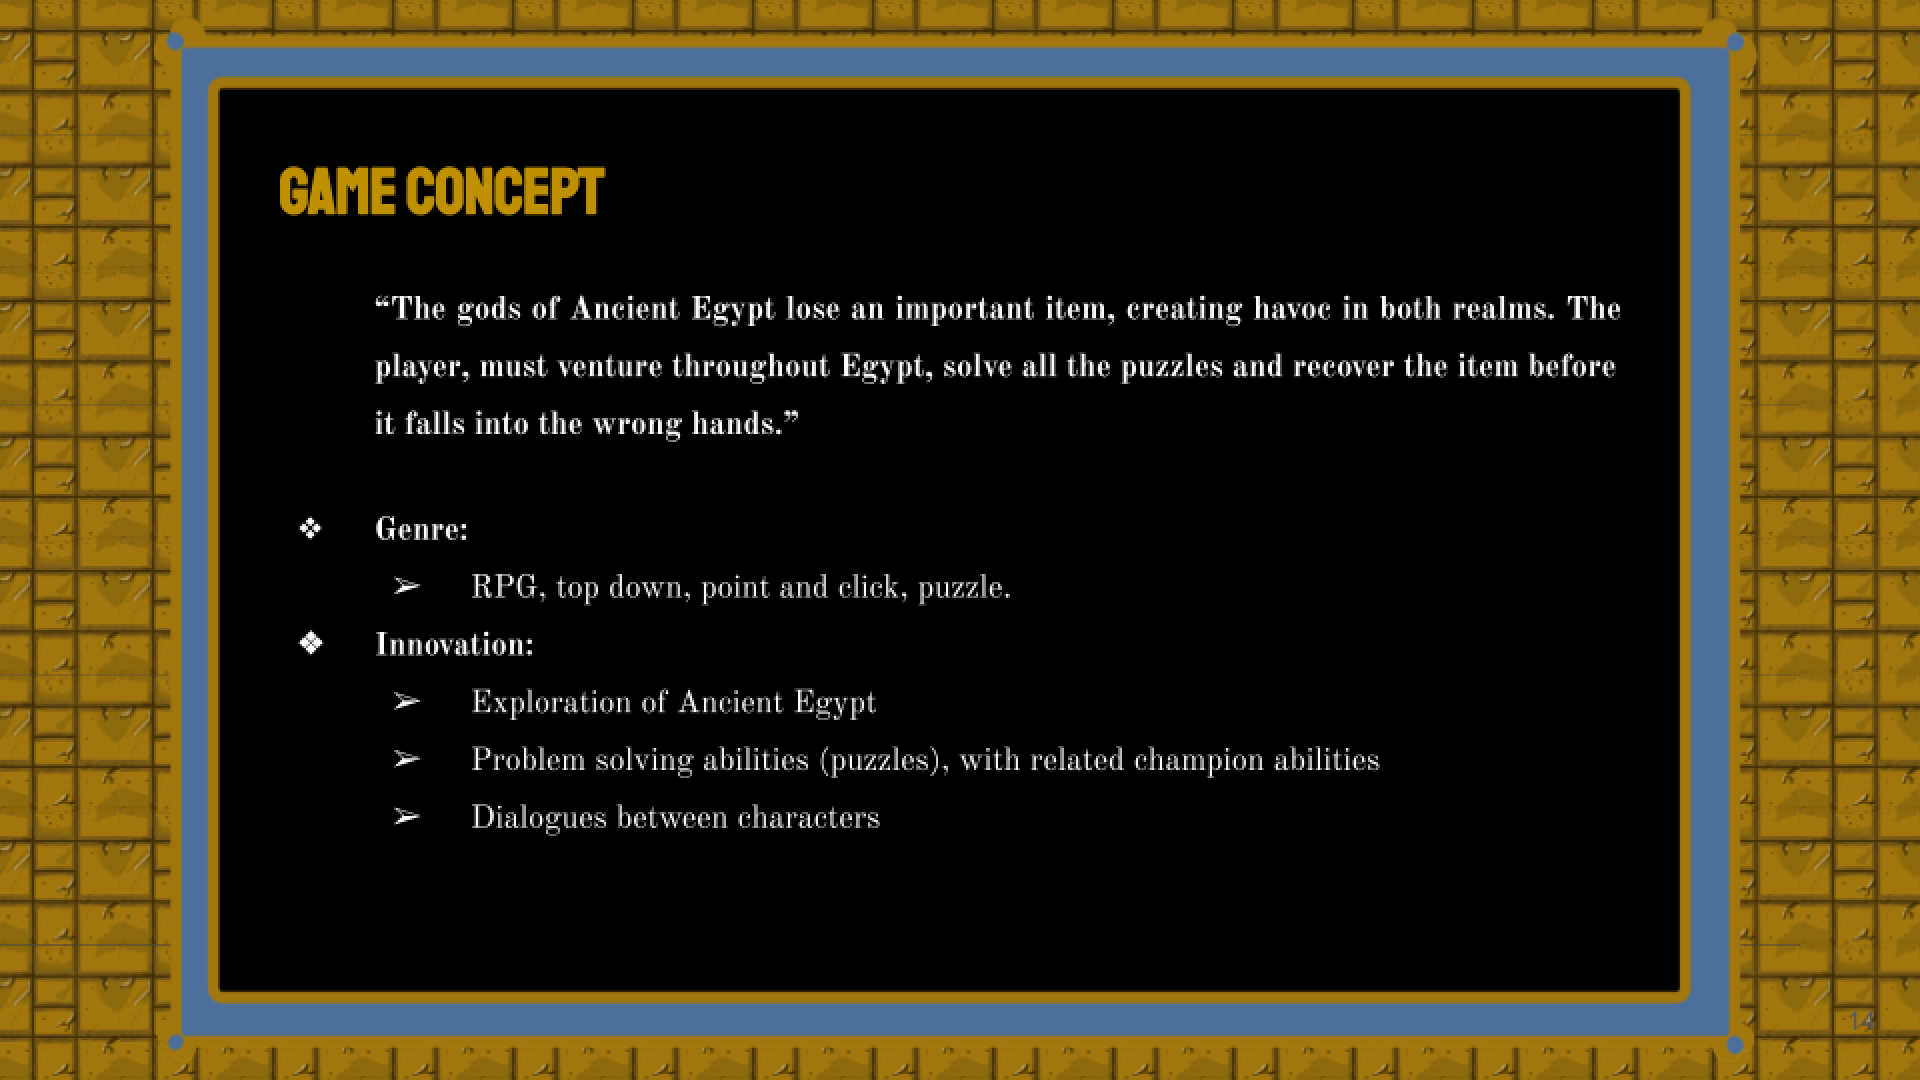 GAME CONCEPT
“The gods of Ancient Egypt lose an important item, creating havoc in both realms. The
player, must venture throughout Egypt, solve all the puzzles and recover the item before
it falls into the wrong hands.”
❖ Genre:
➢ RPG, top down, point and click, puzzle.
❖ Innovation:
➢ Exploration of Ancient Egypt
➢ Problem solving abilities (puzzles), with related champion abilities
➢ Dialogues between characters
14